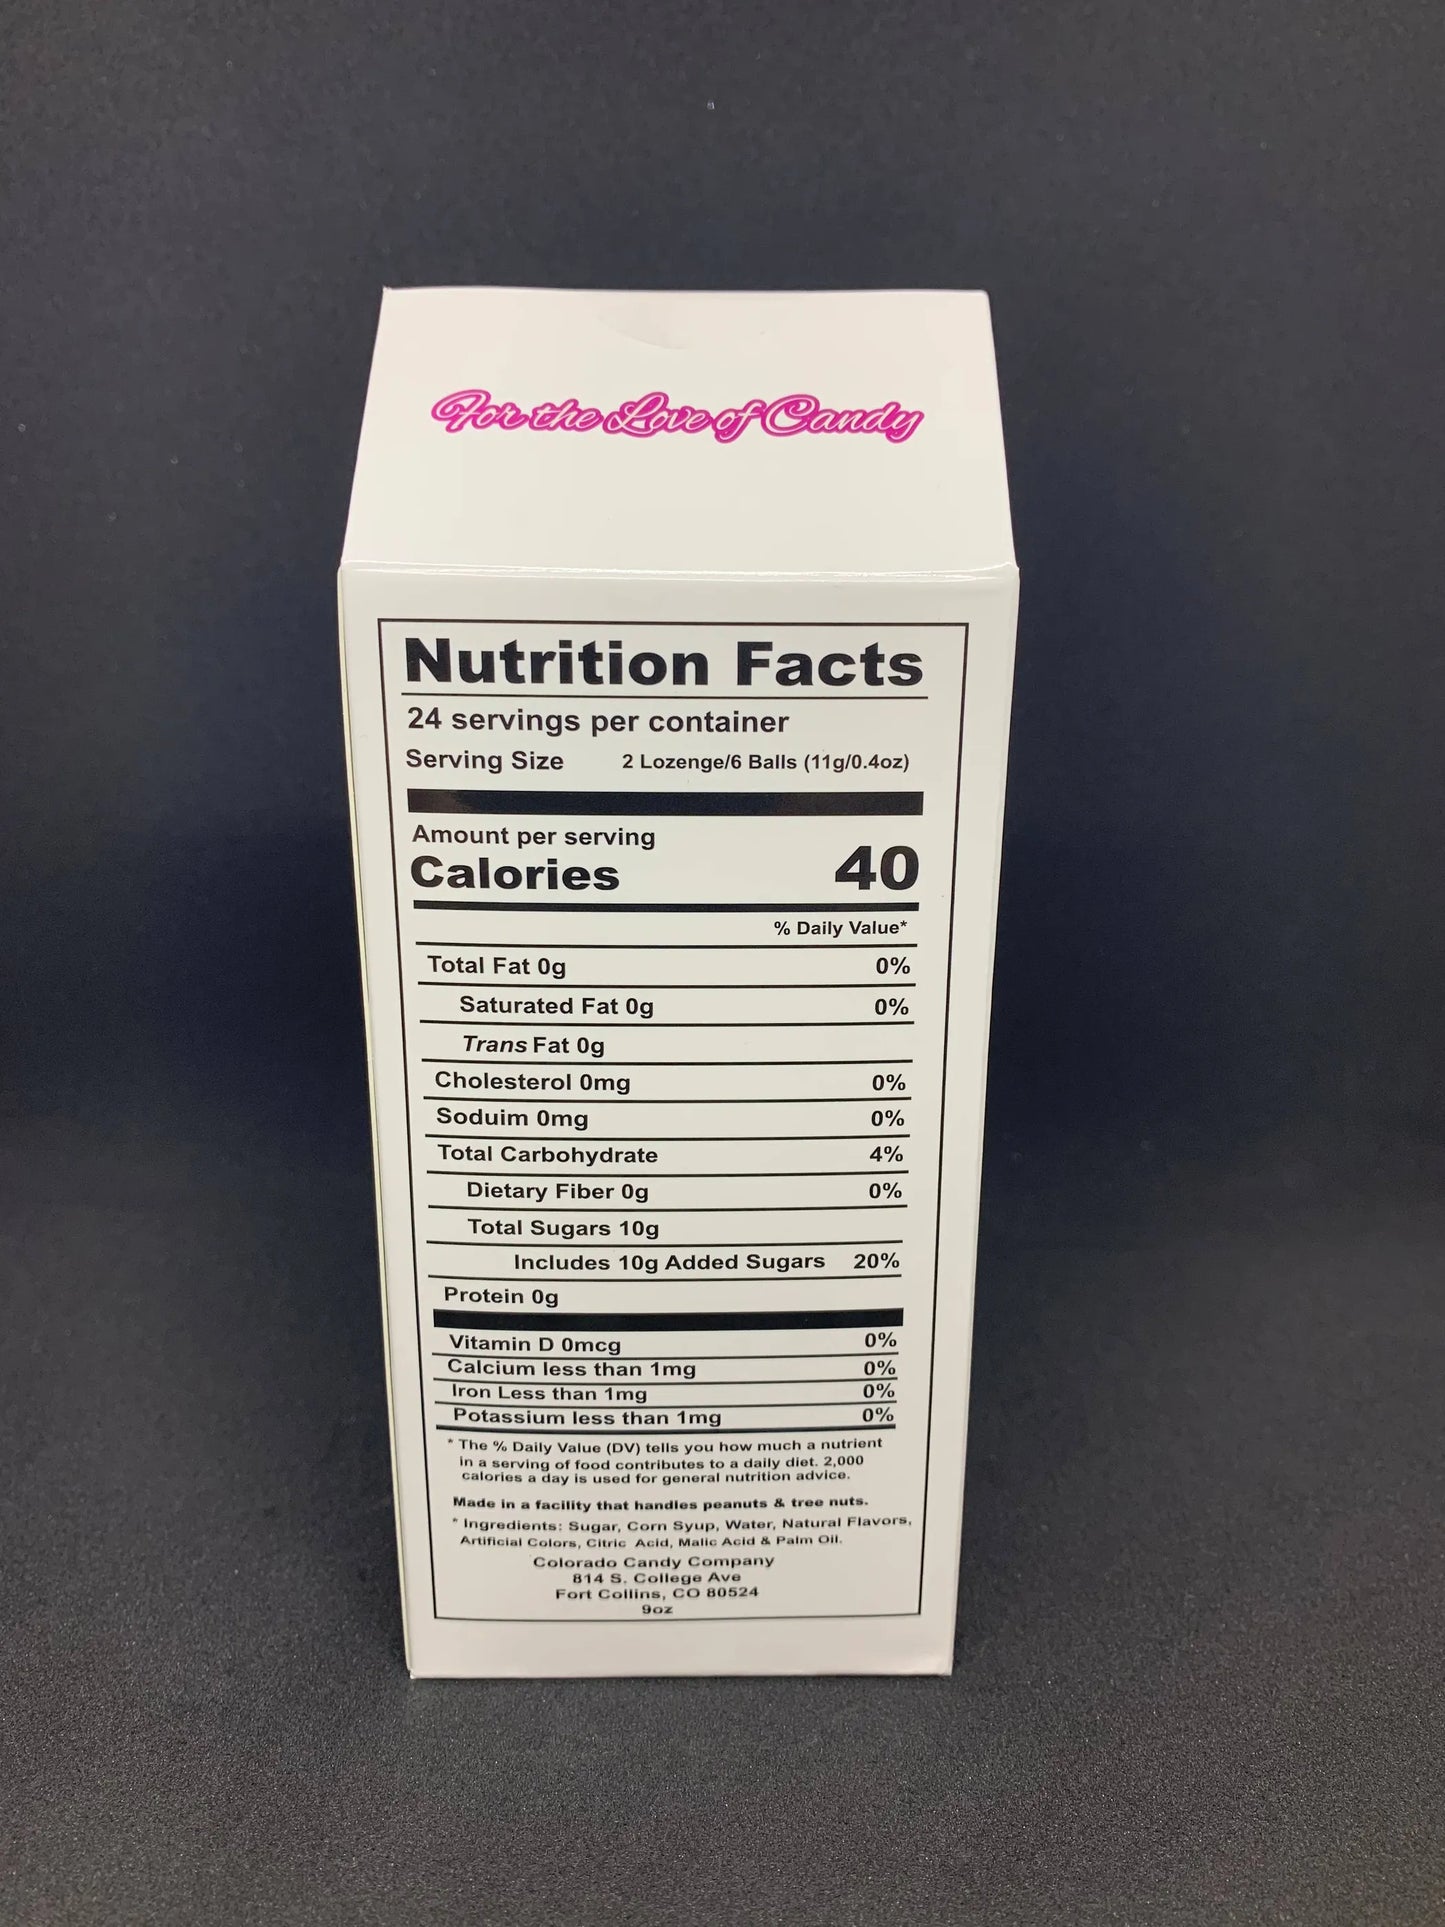 For the Love of Candy
Nutrition Facts
24 servings per container
Serving Size 2 Lozenge/6 Balls (11g/0.4oz)
Amount per serving
Calories 40
% Daily Value*
Total Fat 0g 0%
Saturated Fat 0g 0%
Trans Fat 0g
Cholesterol 0mg 0%
Soduim 0mg 0%
Total Carbohydrate 4%
Dietary Fiber 0g 0%
Total Sugars 10g
Includes 10g Added Sugars 20%
Protein 0g
Vitamin D 0mcg 0%
Calcium less than 1mg 0%
Iron Less than 1mg 0%
Potassium less than 1mg 0%
* The % Daily Value (DV) tells you how much a nutrient
in a serving of food contributes to a daily diet. 2,000
calories a day is used for general nutrition advice.
Made in a facility that handles peanuts & tree nuts.
* Ingredients: Sugar, Corn Syup, Water, Natural Flavors,
Artificial Colors, Citric Acid, Malic Acid & Palm Oil.
Colorado Candy Company
814 S. College Ave
Fort Collins, CO 80524
9oz